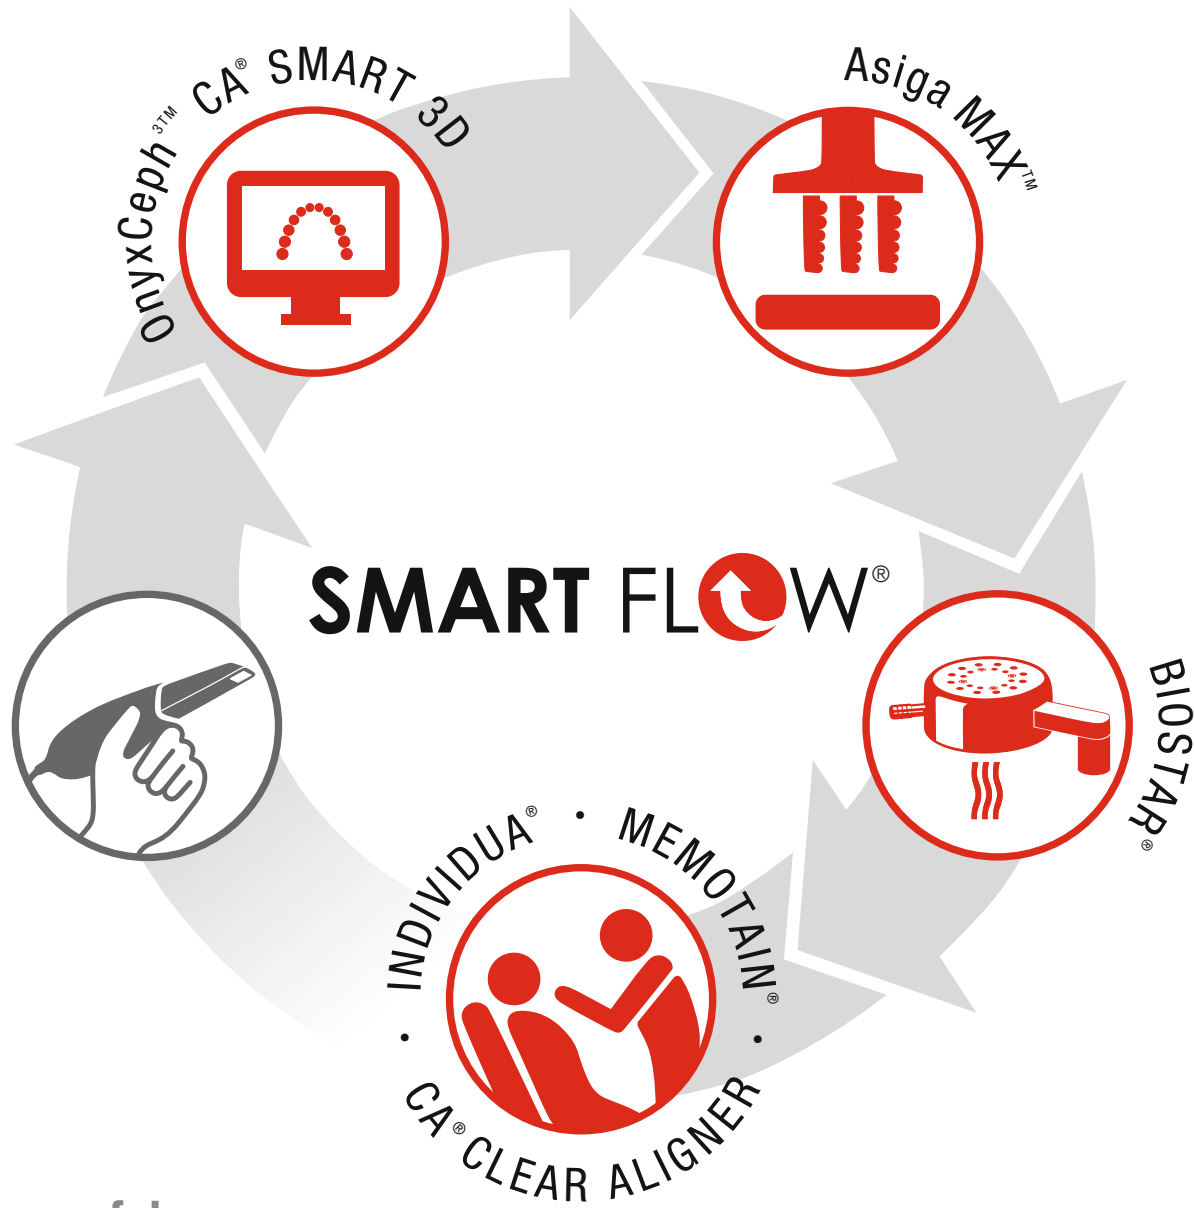 OnyxCeph³™ CA® SMART 3D
Asiga MAX™
SMART FLOW®
BIOSTAR®
INDIVIDUA® · MEMOTAIN® ·
CA® CLEAR ALIGNER ·